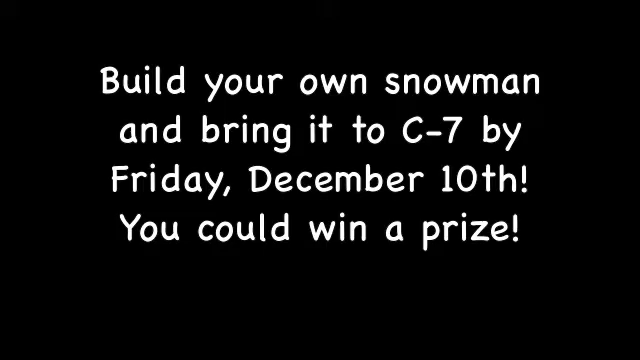 Build your own snowman
and bring it to C-7 by
Friday, December 10th!
You could win a prize!